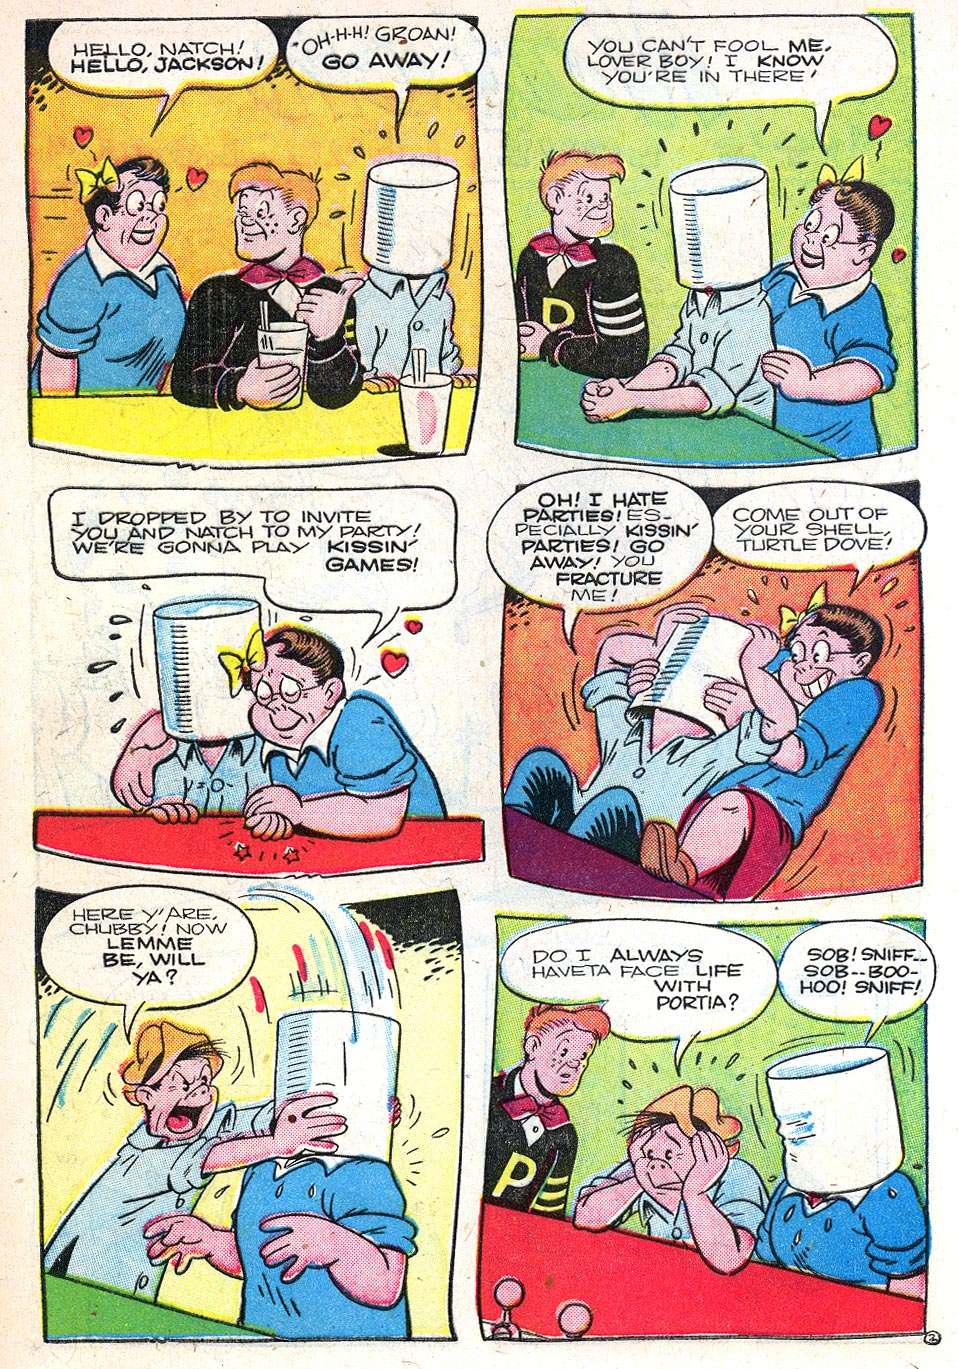 HELLO, NATCH!
HELLO, JACKSON!
OH-H-H! GROAN!
GO AWAY!
YOU CAN'T FOOL ME,
LOVER BOY! I KNOW
YOU'RE IN THERE!
D
I DROPPED BY TO INVITE
YOU AND NATCH TO MY PARTY!
WE'RE GONNA PLAY KISSIN'
GAMES!
OH! I HATE
PARTIES! ES-
PECIALLY KISSIN'
PARTIES! GO
AWAY! YOU
FRACTURE
ME!
COME OUT OF
YOUR SHELL,
TURTLE DOVE!
HERE Y'ARE,
CHUBBY! NOW
LEMME
BE, WILL
YA?
DO I ALWAYS
HAVETA FACE LIFE
WITH
PORTIA?
SOB! SNIFF--
SOB--BOO-
HOO! SNIFF!
P
2